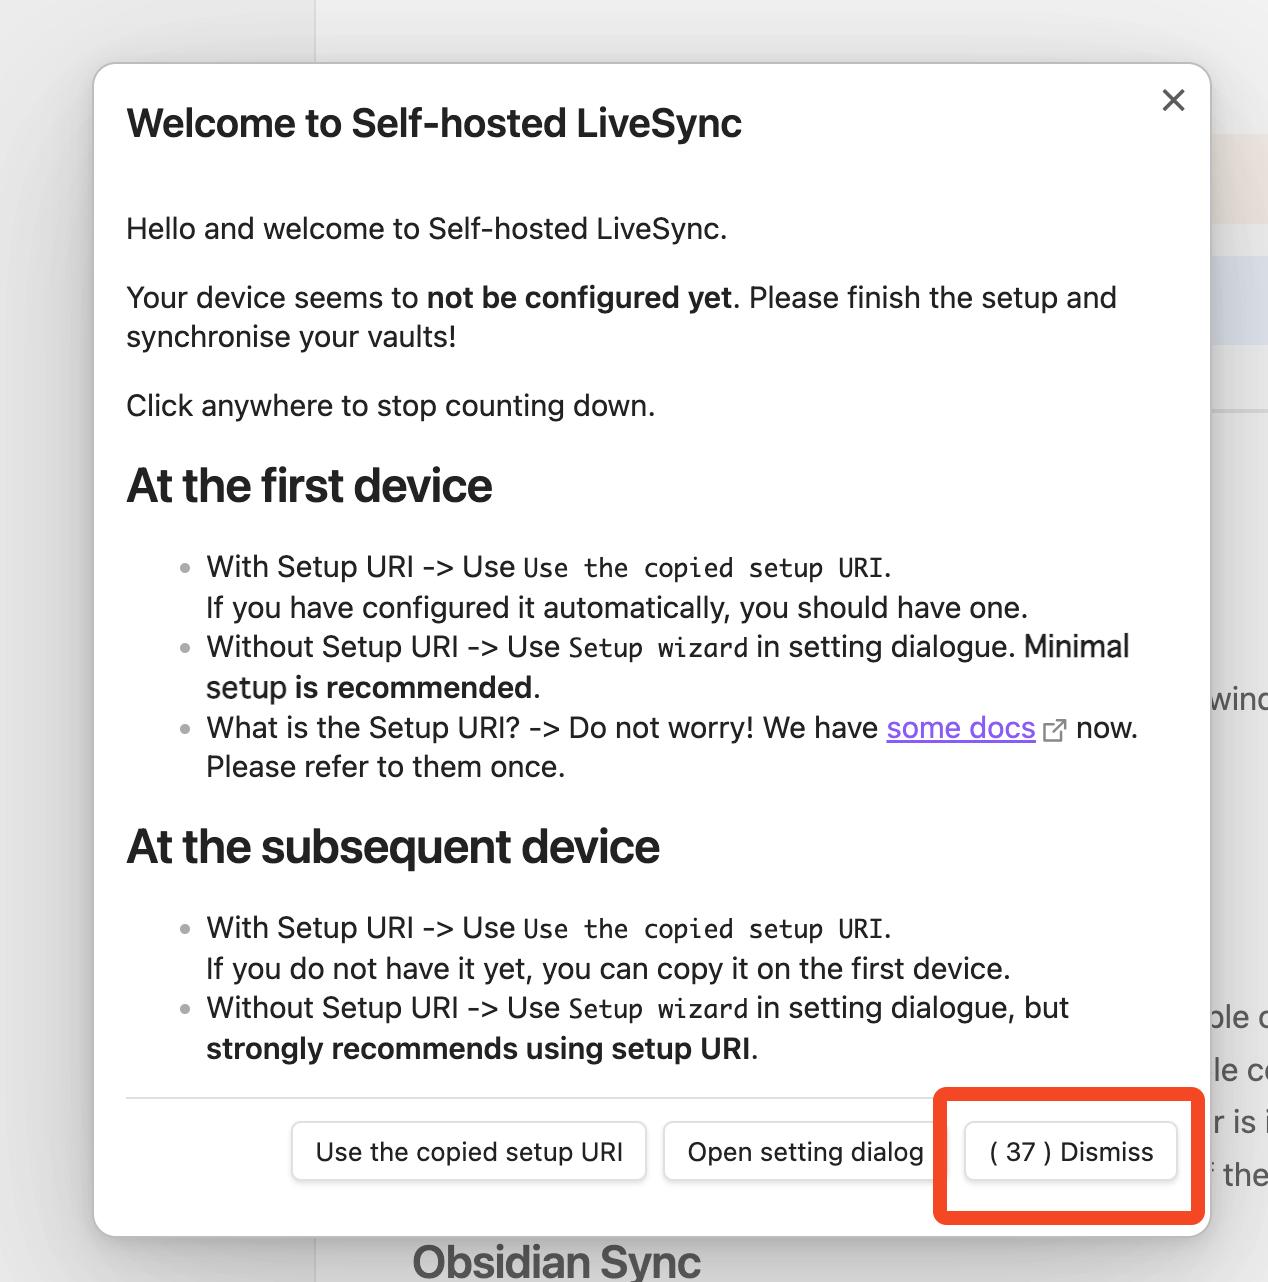 Welcome to Self-hosted LiveSync
Hello and welcome to Self-hosted LiveSync.
Your device seems to not be configured yet. Please finish the setup and
synchronise your vaults!
Click anywhere to stop counting down.
At the first device
With Setup URI -> Use Use the copied setup URI.
If you have configured it automatically, you should have one.
Without Setup URI -> Use Setup wizard in setting dialogue. Minimal
setup is recommended.
What is the Setup URI? -> Do not worry! We have some docs now.
Please refer to them once.
At the subsequent device
With Setup URI -> Use Use the copied setup URI.
If you do not have it yet, you can copy it on the first device.
Without Setup URI -> Use Setup wizard in setting dialogue, but
strongly recommends using setup URI.
Use the copied setup URI
Open setting dialog
( 37 ) Dismiss
is
the
Obsidian Sync